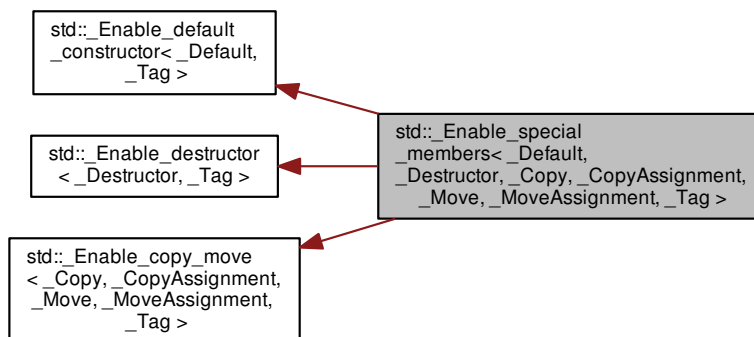 std::_Enable_default
_constructor< _Default,
_Tag >
std::_Enable_destructor
< _Destructor, _Tag >
std::_Enable_copy_move
< _Copy, _CopyAssignment,
_Move, _MoveAssignment,
_Tag >
std::_Enable_special
_members< _Default,
_Destructor, _Copy, _CopyAssignment,
_Move, _MoveAssignment, _Tag >